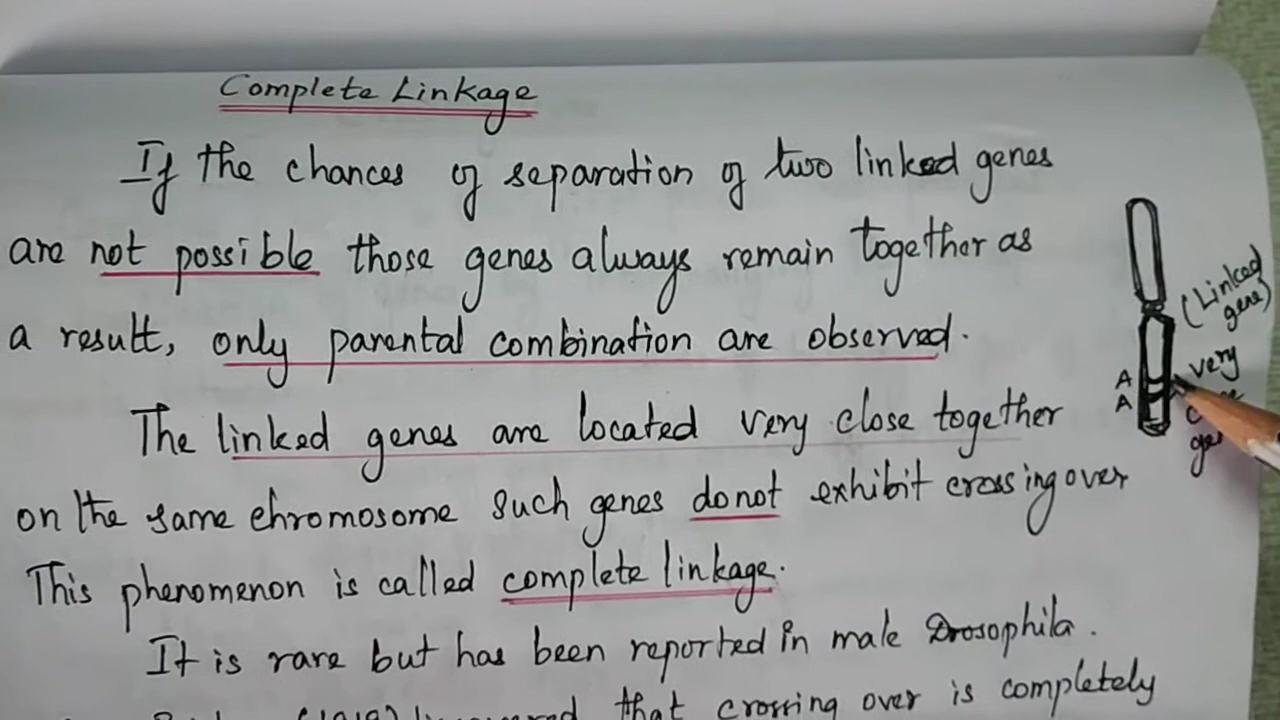 Complete Linkage
If the chances of separation of two linked genes
are not possible those genes always remain together as
a result, only parental combination are observed.
The linked genes are located very close together
on the same chromosome such genes do not exhibit crossing over
This phenomenon is called complete linkage.
It is rare but has been reported in male Drosophila.
that crossing over is completely
(Linked
gene)
A
A
very